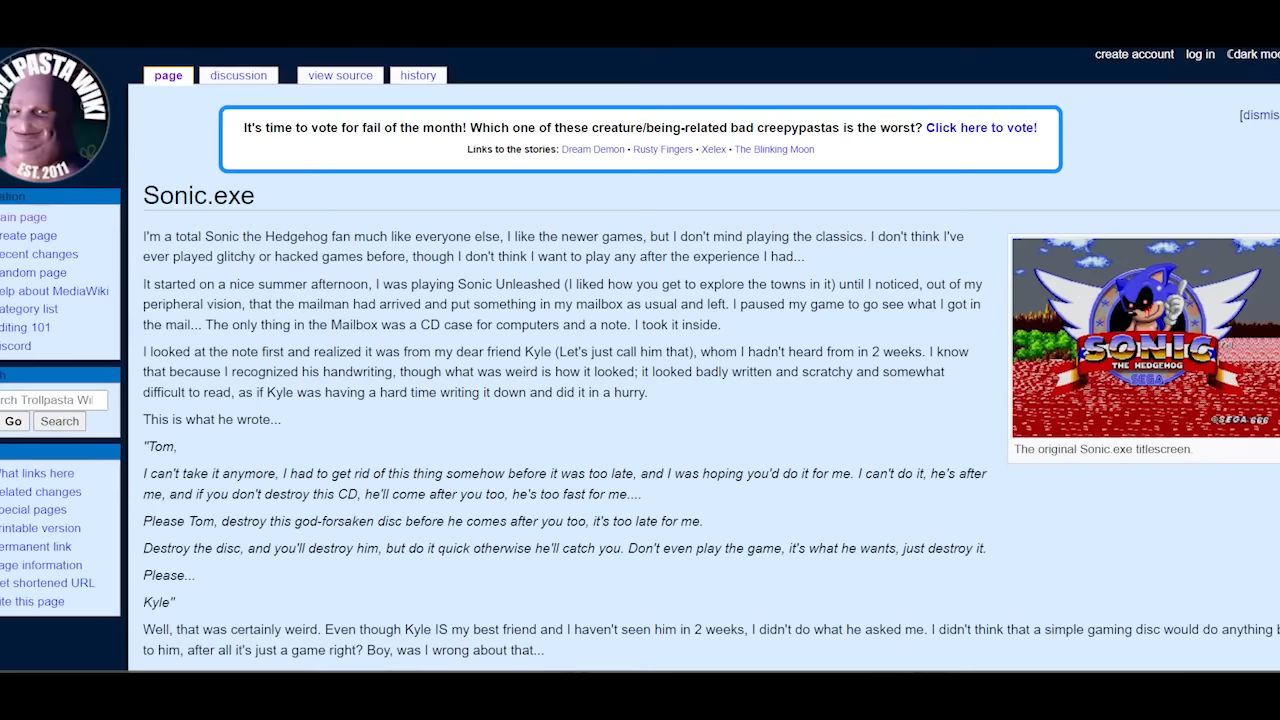 create account log in dark mo
TROLLPASTA WIKI
EST. 2011
page discussion view source history
[dismis
It's time to vote for fail of the month! Which one of these creature/being-related bad creepypastas is the worst? Click here to vote!
Links to the stories: Dream Demon • Rusty Fingers • Xelex • The Blinking Moon
ation
ain page
reate page
ecent changes
andom page
elp about MediaWiki
ategory list
diting 101
iscord
h
rch Trollpasta Wi
Go Search
hat links here
elated changes
pecial pages
rintable version
ermanent link
age information
et shortened URL
ite this page
Sonic.exe
I'm a total Sonic the Hedgehog fan much like everyone else, I like the newer games, but I don't mind playing the classics. I don't think I've
ever played glitchy or hacked games before, though I don't think I want to play any after the experience I had...
It started on a nice summer afternoon, I was playing Sonic Unleashed (I liked how you get to explore the towns in it) until I noticed, out of my
peripheral vision, that the mailman had arrived and put something in my mailbox as usual and left. I paused my game to go see what I got in
the mail... The only thing in the Mailbox was a CD case for computers and a note. I took it inside.
I looked at the note first and realized it was from my dear friend Kyle (Let's just call him that), whom I hadn't heard from in 2 weeks. I know
that because I recognized his handwriting, though what was weird is how it looked; it looked badly written and scratchy and somewhat
difficult to read, as if Kyle was having a hard time writing it down and did it in a hurry.
This is what he wrote...
"Tom,
I can't take it anymore, I had to get rid of this thing somehow before it was too late, and I was hoping you'd do it for me. I can't do it, he's after
me, and if you don't destroy this CD, he'll come after you too, he's too fast for me....
Please Tom, destroy this god-forsaken disc before he comes after you too, it's too late for me.
Destroy the disc, and you'll destroy him, but do it quick otherwise he'll catch you. Don't even play the game, it's what he wants, just destroy it.
Please...
Kyle"
Well, that was certainly weird. Even though Kyle IS my best friend and I haven't seen him in 2 weeks, I didn't do what he asked me. I didn't think that a simple gaming disc would do anything b
to him, after all it's just a game right? Boy, was I wrong about that...
SONIC
THE HEDGEHOG
SEGA
©SEGA 666
The original Sonic.exe titlescreen.